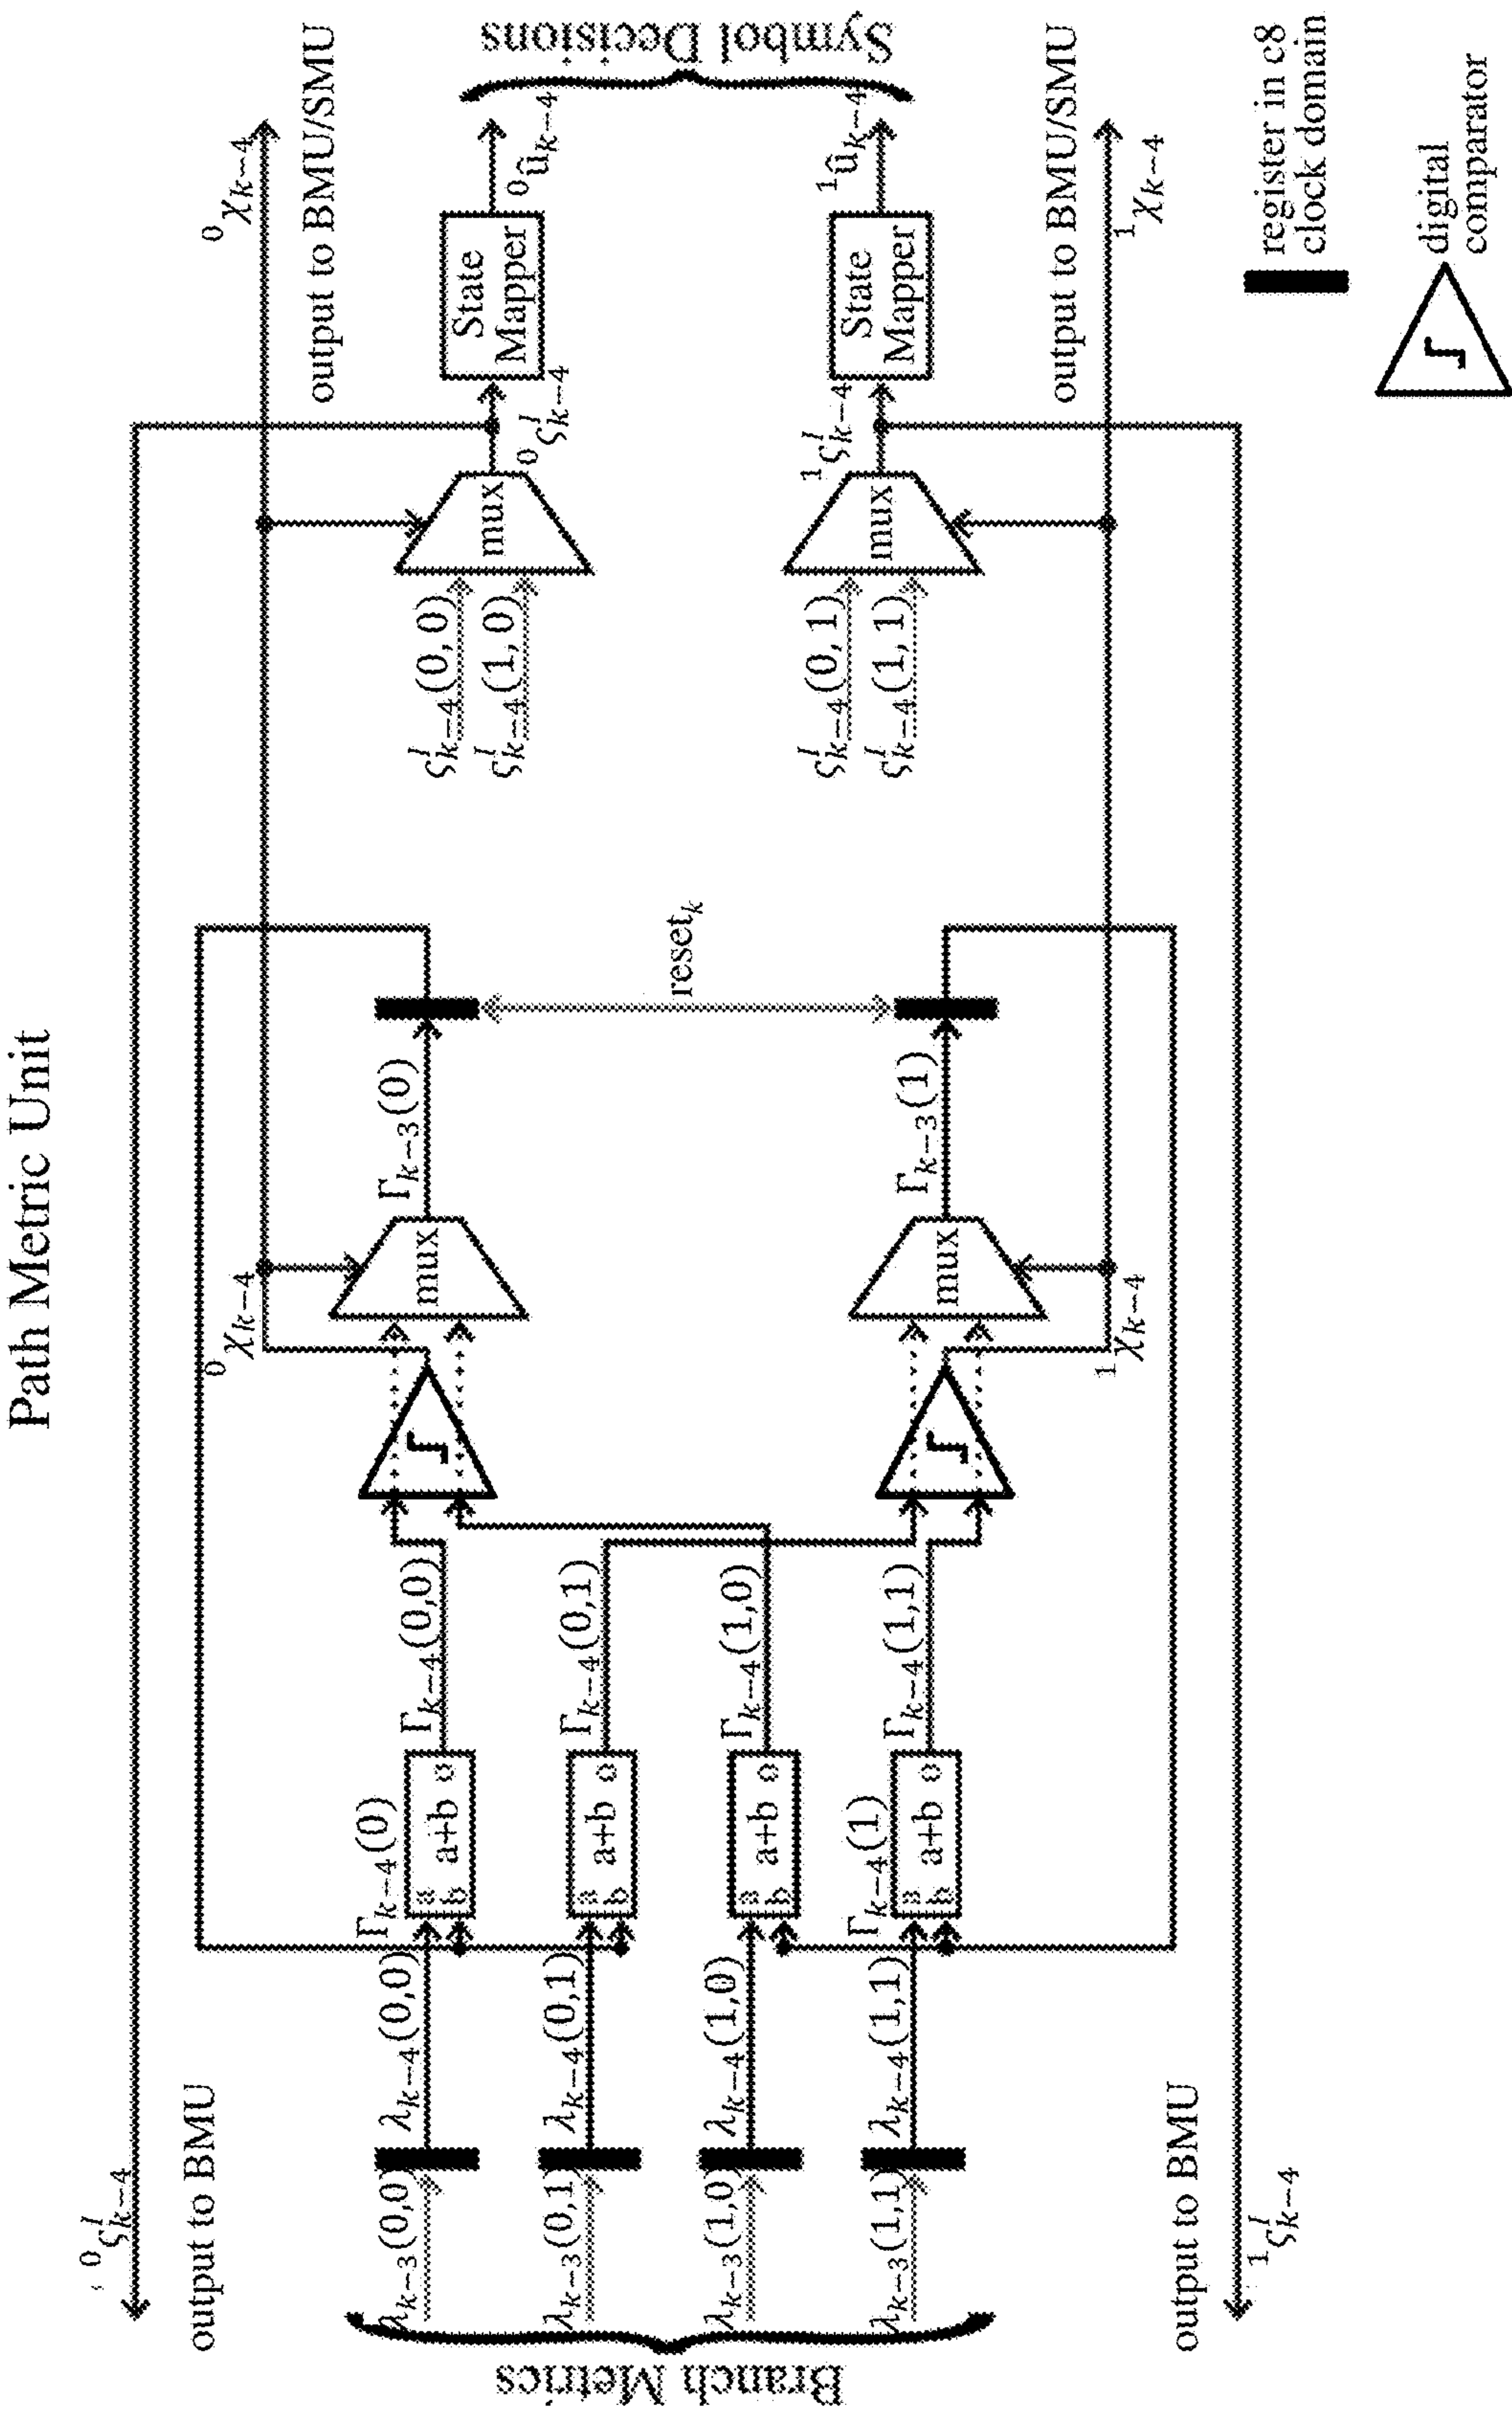 Path Metric Unit
⁰ςᴵₖ₋₄
output to BMU
Branch Metrics
λₖ₋₃(0,0)
λₖ₋₃(0,1)
λₖ₋₃(1,0)
λₖ₋₃(1,1)
λₖ₋₄(0,0)
λₖ₋₄(0,1)
λₖ₋₄(1,0)
λₖ₋₄(1,1)
Γₖ₋₄(0)
a
b
a+b o
a
b
a+b o
a
b
a+b o
Γₖ₋₄(1)
a
b
a+b o
Γₖ₋₄(0,0)
Γₖ₋₄(0,1)
Γₖ₋₄(1,0)
Γₖ₋₄(1,1)
⁰χₖ₋₄
mux
Γₖ₋₃(0)
mux
Γₖ₋₃(1)
¹χₖ₋₄
resetₖ
ςᴵₖ₋₄(0, 0)
ςᴵₖ₋₄(1, 0)
mux
⁰ςᴵₖ₋₄
State
Mapper
⁰ûₖ₋₄
ςᴵₖ₋₄(0, 1)
ςᴵₖ₋₄(1, 1)
mux
¹ςᴵₖ₋₄
State
Mapper
¹ûₖ₋₄
⁰χₖ₋₄
output to BMU/SMU
Symbol Decisions
output to BMU/SMU
¹χₖ₋₄
output to BMU
¹ςᴵₖ₋₄
register in c8
clock domain
digital
comparator